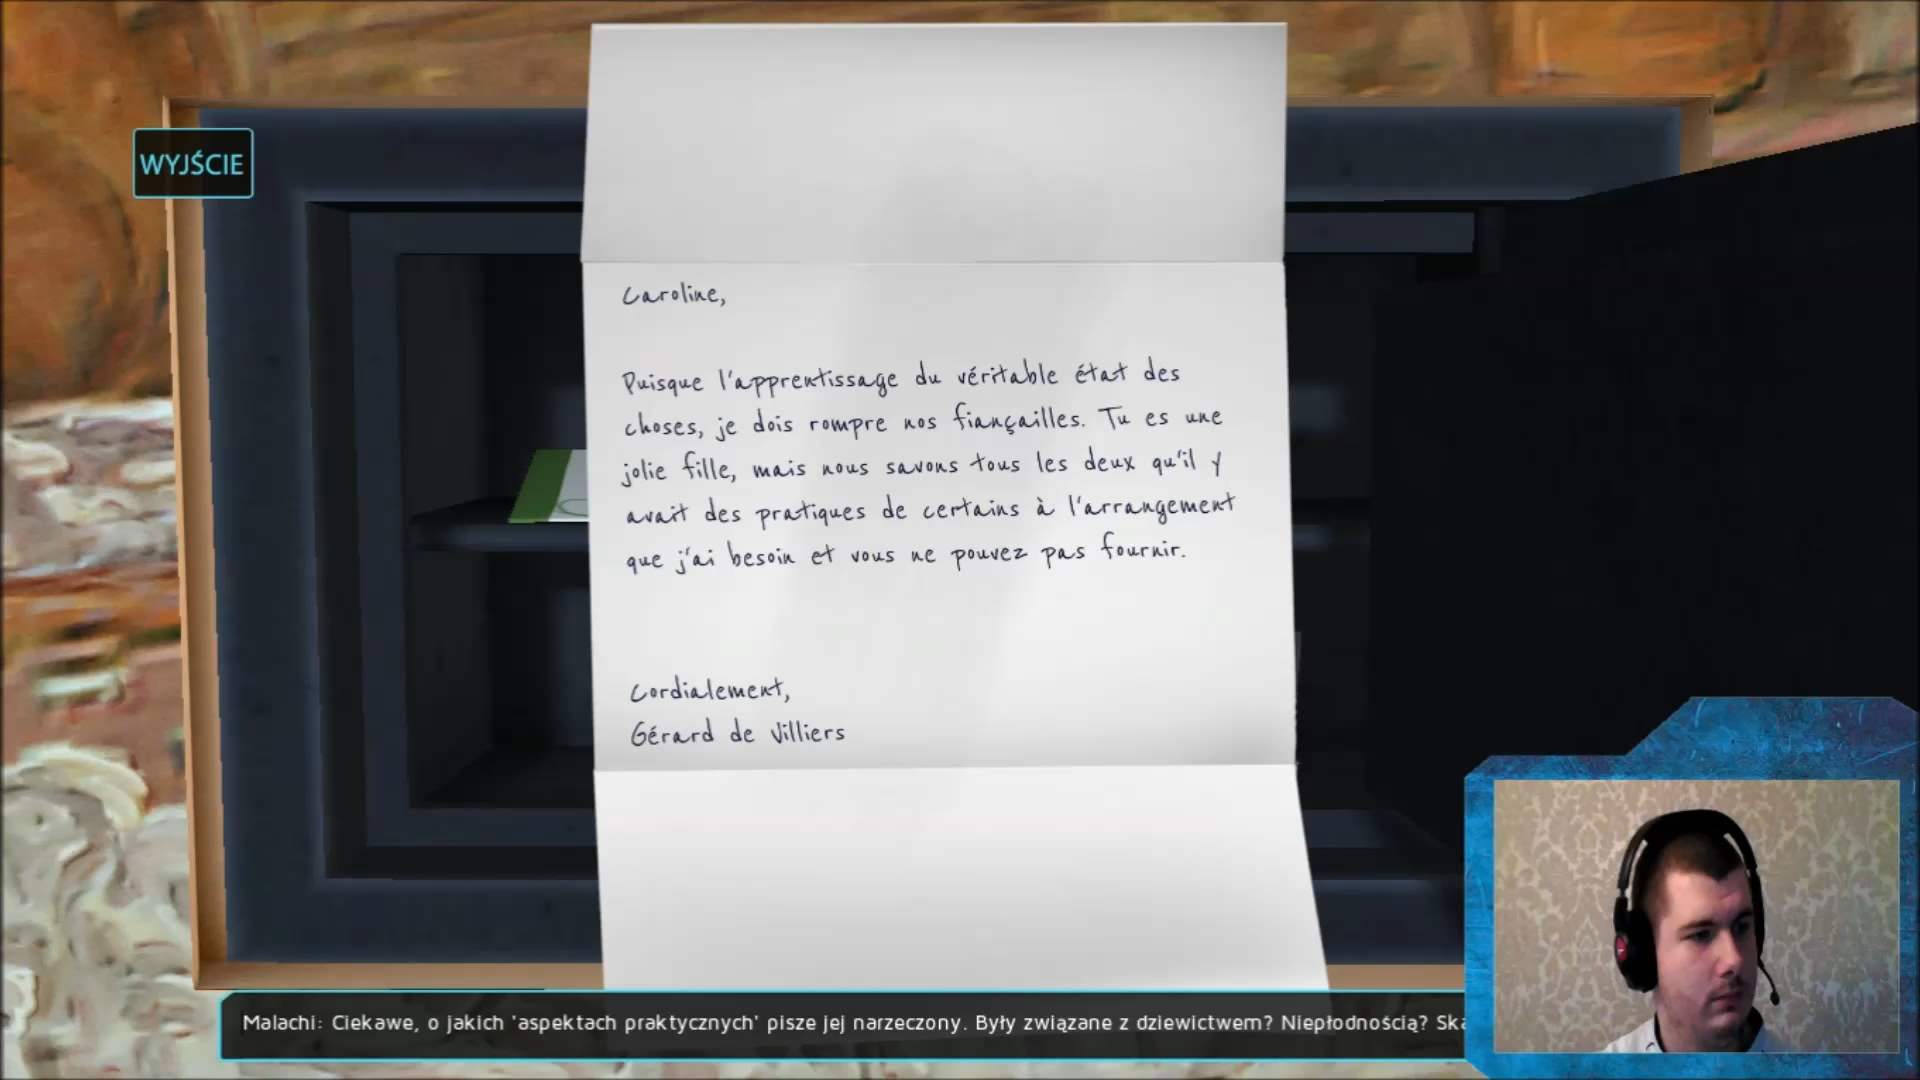 WYJŚCIE
Caroline,
Puisque l'apprentissage du véritable état des
choses, je dois rompre nos fiançailles. Tu es une
jolie fille, mais nous savons tous les deux qu'il y
avait des pratiques de certains à l'arrangement
que j'ai besoin et vous ne pouvez pas fournir.
Cordialement,
Gérard de Villiers
Malachi: Ciekawe, o jakich 'aspektach praktycznych' pisze jej narzeczony. Były związane z dziewictwem? Niepłodnością?